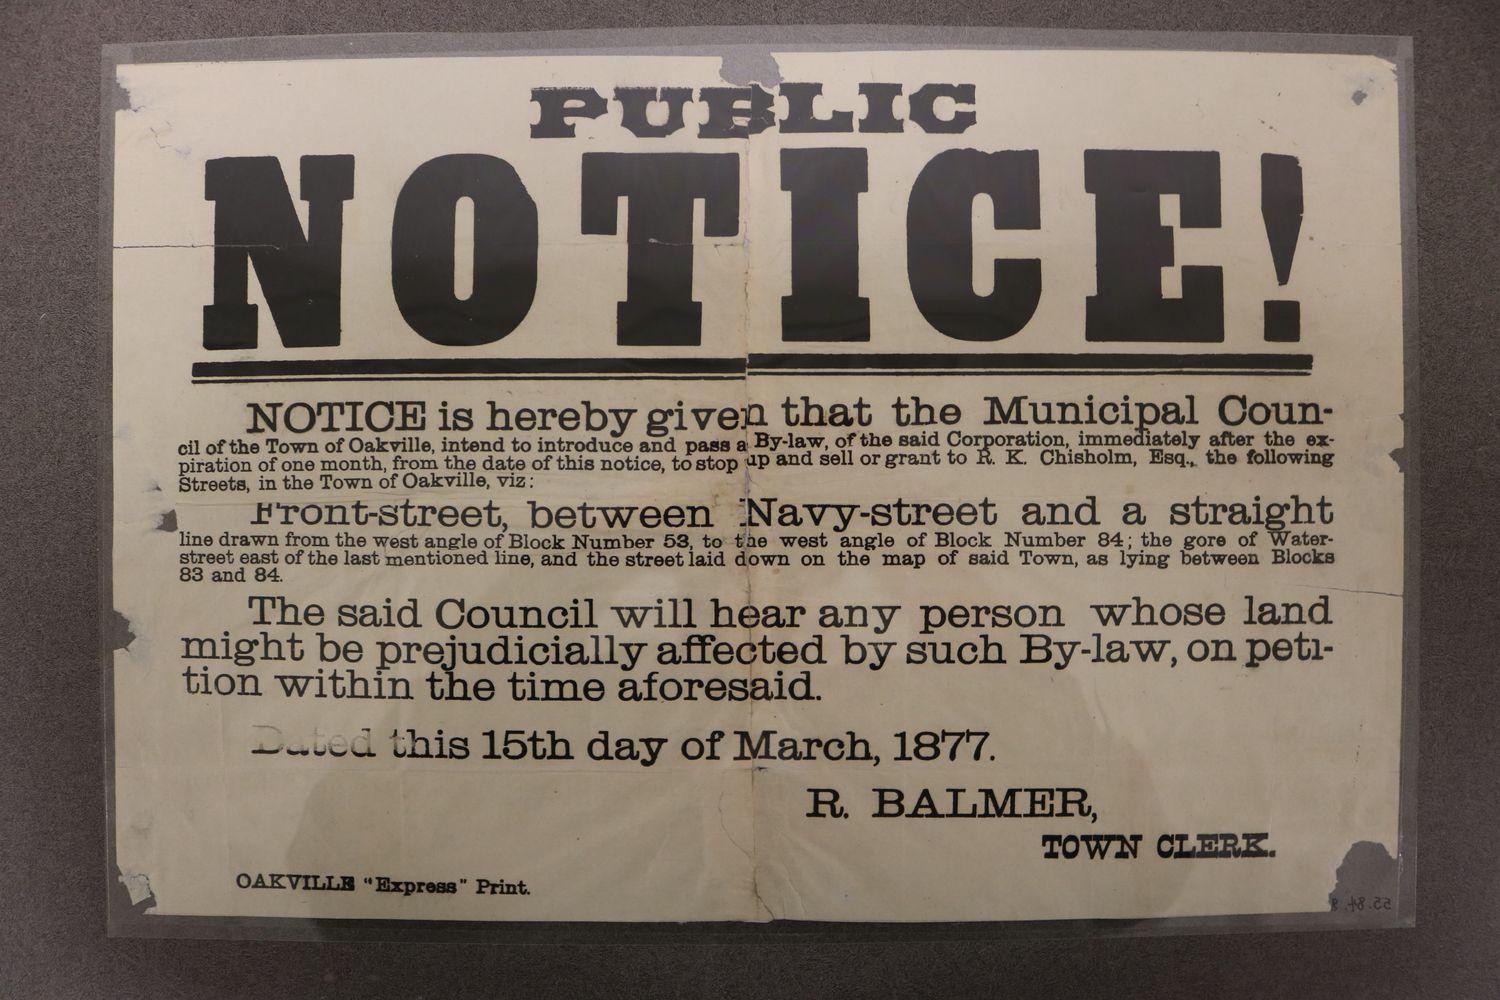 PUBLIC
NOTICE!
NOTICE is hereby given that the Municipal Coun-
cil of the Town of Oakville, intend to introduce and pass a By-law, of the said Corporation, immediately after the ex-
piration of one month, from the date of this notice, to stop up and sell or grant to R. K. Chisholm, Esq., the following
Streets, in the Town of Oakville, viz:
Front-street, between Navy-street and a straight
line drawn from the west angle of Block Number 53, to the west angle of Block Number 84; the gore of Water-
street east of the last mentioned line, and the street laid down on the map of said Town, as lying between Blocks
83 and 84.
The said Council will hear any person whose land
might be prejudicially affected by such By-law, on peti-
tion within the time aforesaid.
Dated this 15th day of March, 1877.
R. BALMER,
TOWN CLERK.
OAKVILLE "Express" Print.
55.84.8